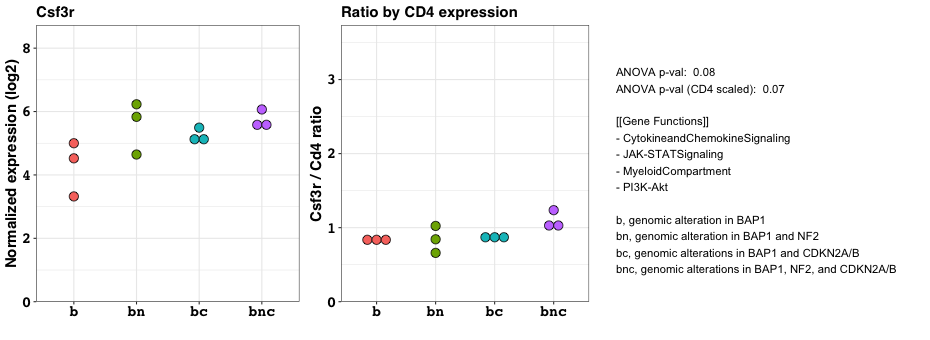 Csf3r
Normalized expression (log2)
8
6
4
2
0
b bn bc bnc
Ratio by CD4 expression
Csf3r / Cd4 ratio
3
2
1
0
b bn bc bnc
ANOVA p-val: 0.08
ANOVA p-val (CD4 scaled): 0.07
[[Gene Functions]]
- CytokineandChemokineSignaling
- JAK-STATSignaling
- MyeloidCompartment
- PI3K-Akt
b, genomic alteration in BAP1
bn, genomic alteration in BAP1 and NF2
bc, genomic alterations in BAP1 and CDKN2A/B
bnc, genomic alterations in BAP1, NF2, and CDKN2A/B